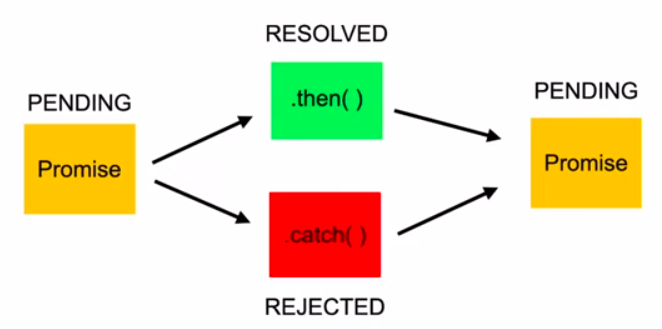 RESOLVED
PENDING
Promise
.then( )
.catch( )
REJECTED
PENDING
Promise